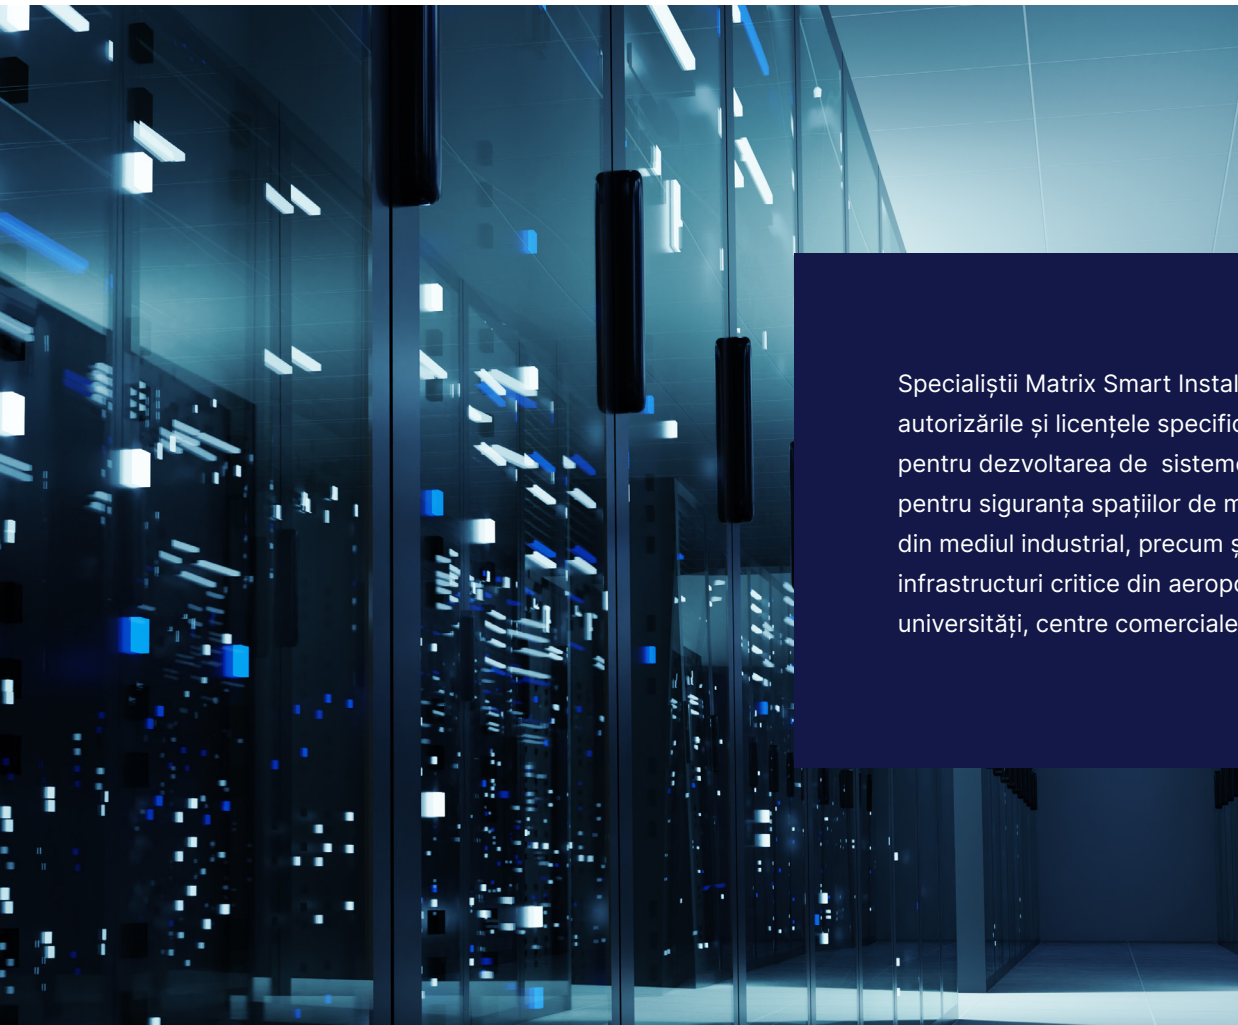 Specialiștii Matrix Smart Instal
autorizările și licențele specific
pentru dezvoltarea de  sisteme
pentru siguranța spațiilor de m
din mediul industrial, precum ș
infrastructuri critice din aeropo
universități, centre comerciale